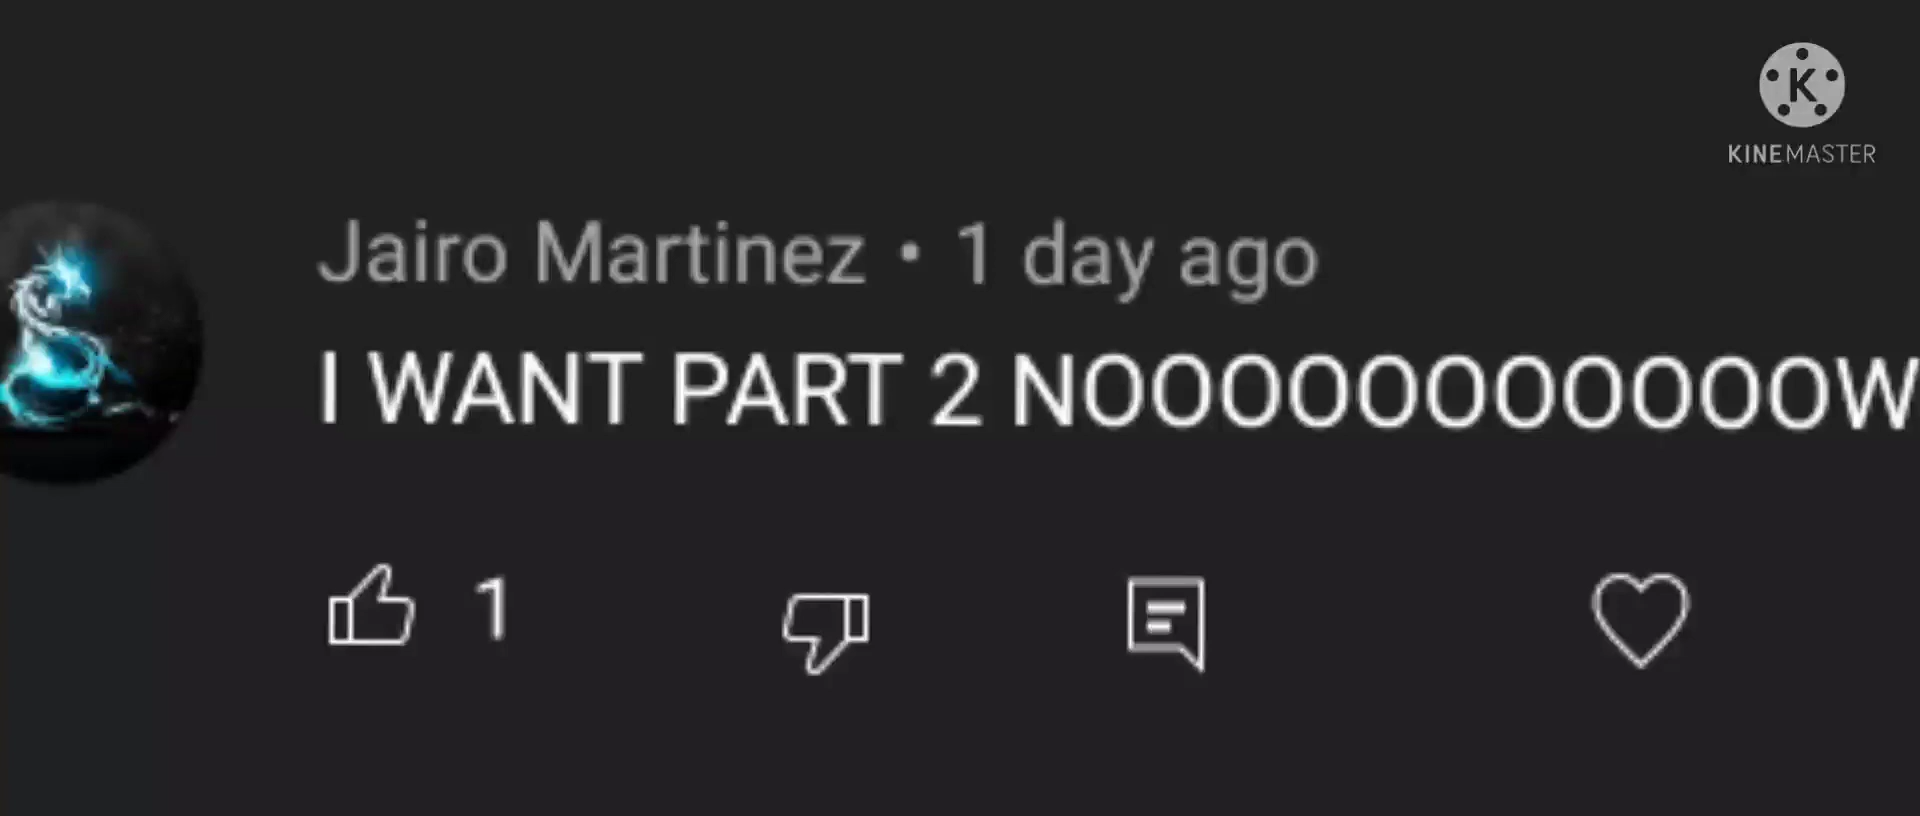 K
KINEMASTER
Jairo Martinez • 1 day ago
I WANT PART 2 NOOOOOOOOOOOW
1